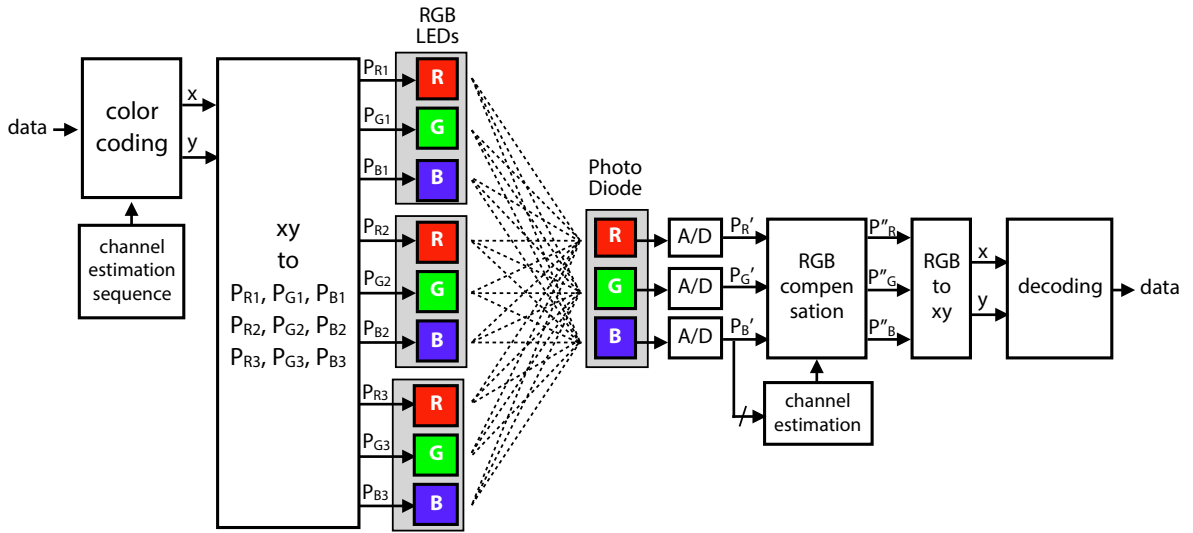 data
color
coding
x
y
channel
estimation
sequence
xy
to
P_R1, P_G1, P_B1
P_R2, P_G2, P_B2
P_R3, P_G3, P_B3
RGB
LEDs
P_R1
R
P_G1
G
P_B1
B
P_R2
R
P_G2
G
P_B2
B
P_R3
R
P_G3
G
P_B3
B
Photo
Diode
R
G
B
A/D
A/D
A/D
P_R'
P_G'
P_B'
RGB
compen
sation
channel
estimation
P"_R
P"_G
P"_B
RGB
to
xy
x
y
decoding
data